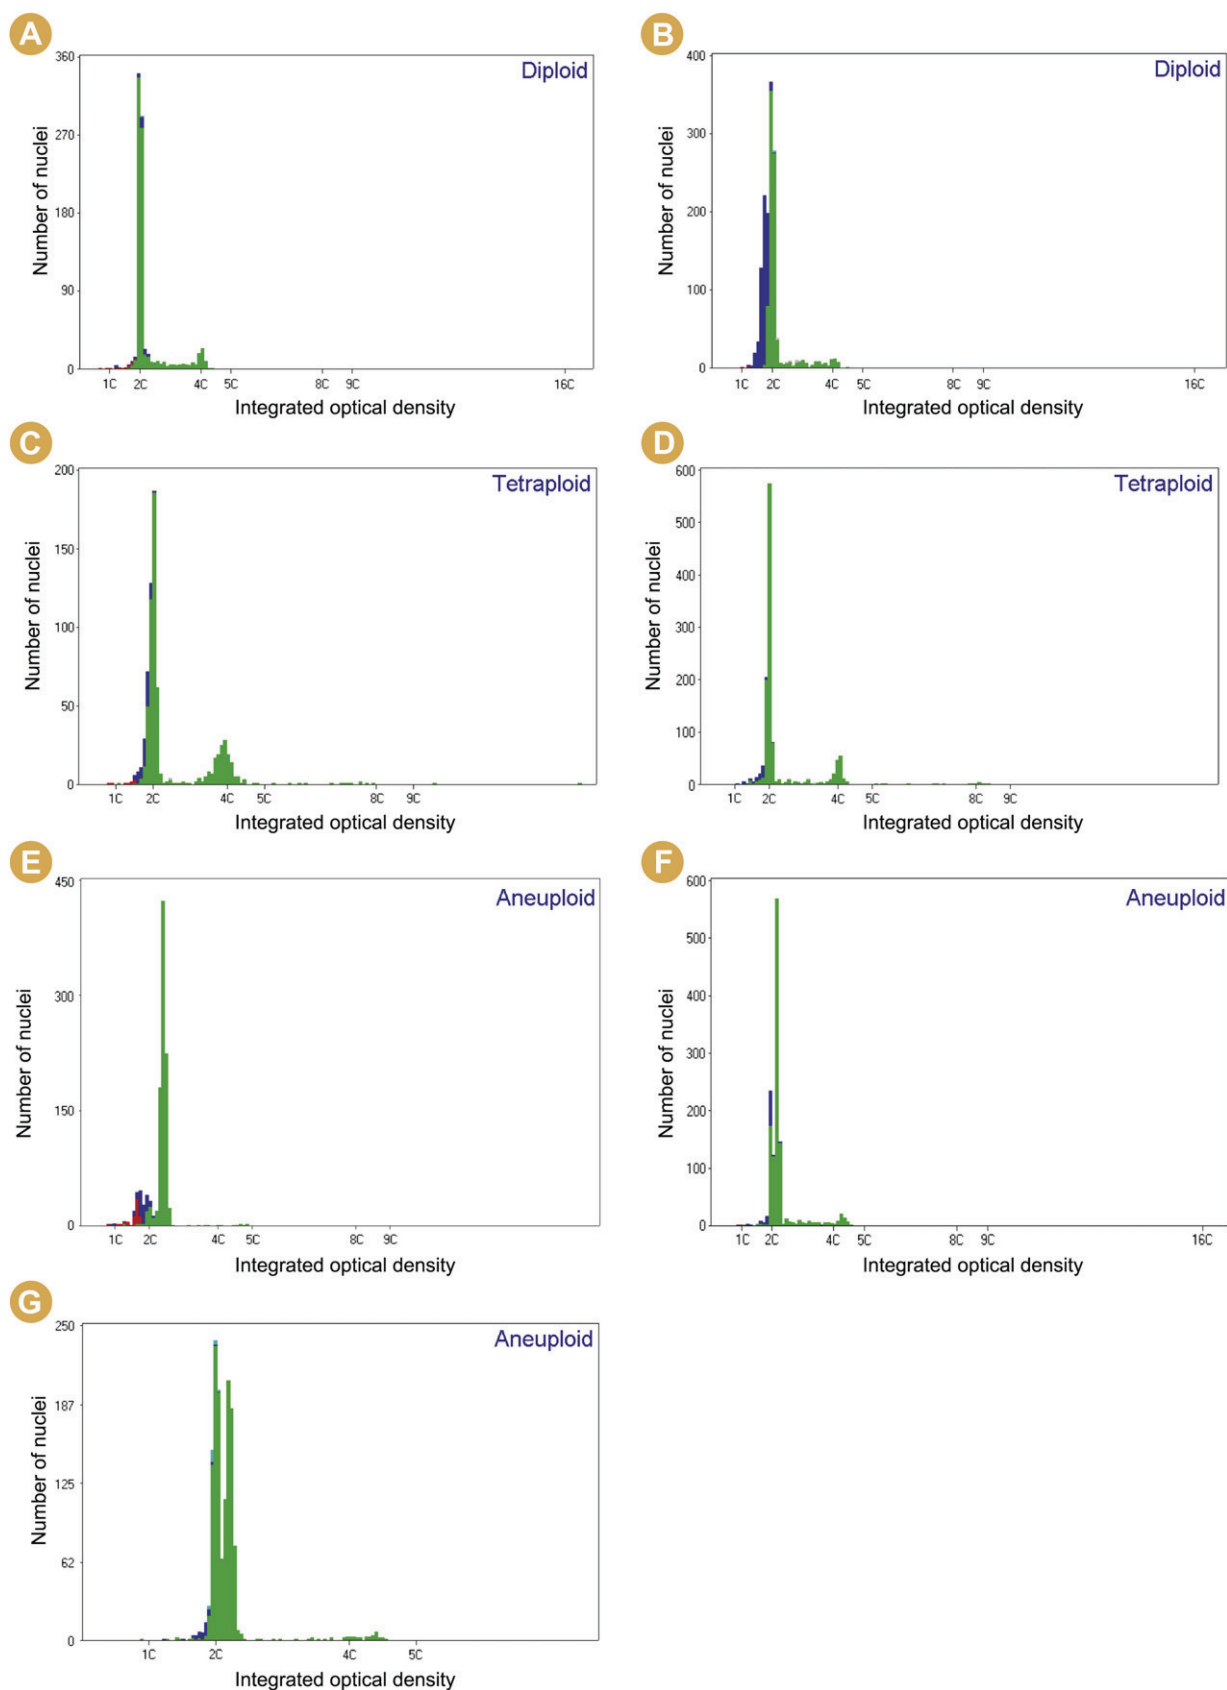 A
Diploid
360
270
180
90
0
Number of nuclei
1C 2C 4C 5C 8C 9C 16C
Integrated optical density
B
Diploid
400
300
200
100
0
Number of nuclei
1C 2C 4C 5C 8C 9C 16C
Integrated optical density
C
Tetraploid
200
150
100
50
0
Number of nuclei
1C 2C 4C 5C 8C 9C
Integrated optical density
D
Tetraploid
600
500
400
300
200
100
0
Number of nuclei
1C 2C 4C 5C 8C 9C
Integrated optical density
E
Aneuploid
450
300
150
0
Number of nuclei
1C 2C 4C 5C 8C 9C
Integrated optical density
F
Aneuploid
600
500
400
300
200
100
0
Number of nuclei
1C 2C 4C 5C 8C 9C 16C
Integrated optical density
G
Aneuploid
250
187
125
62
0
Number of nuclei
1C 2C 4C 5C
Integrated optical density